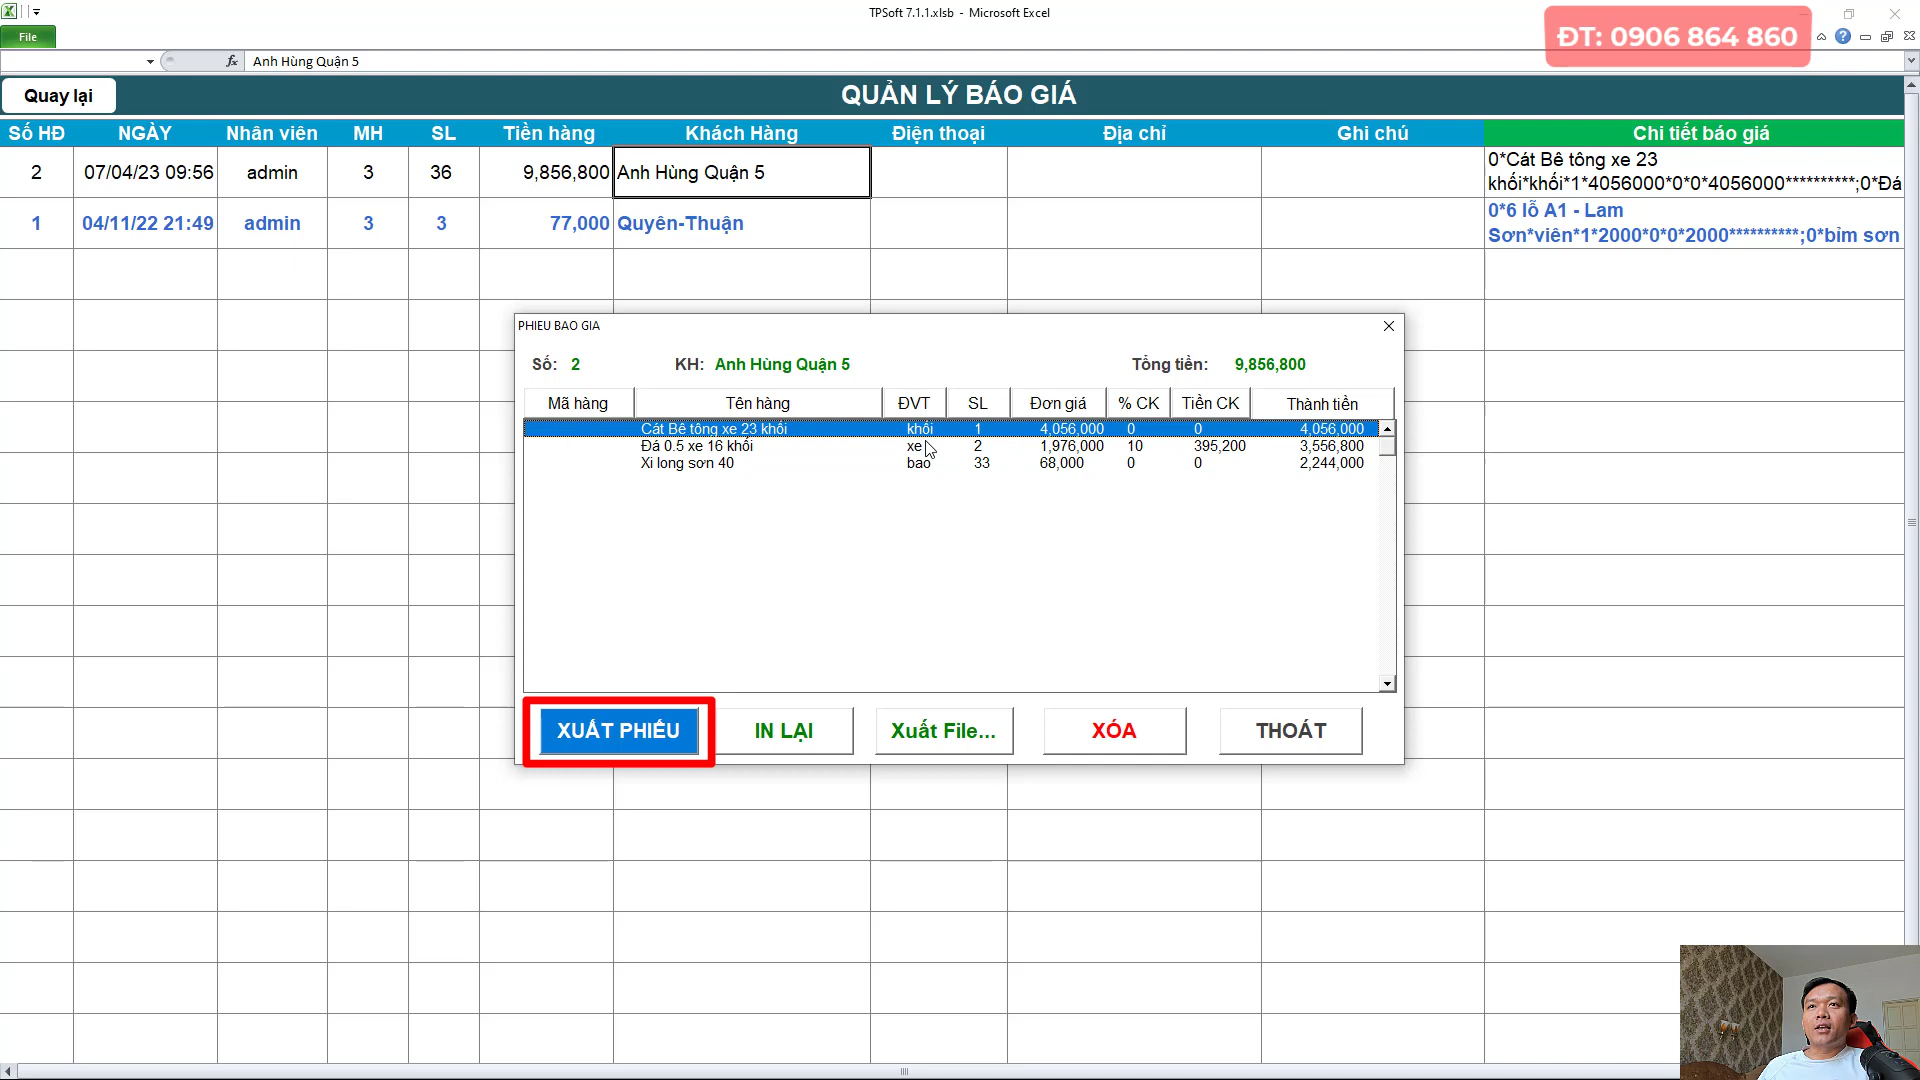 TPSoft 7.1.1.xlsb - Microsoft Excel
File
ĐT: 0906 864 860
fx Anh Hùng Quận 5
Quay lại
QUẢN LÝ BÁO GIÁ
Số HĐ NGÀY Nhân viên MH SL Tiền hàng Khách Hàng Điện thoại Địa chỉ Ghi chú Chi tiết báo giá
2 07/04/23 09:56 admin 3 36 9,856,800 Anh Hùng Quận 5 0*Cát Bê tông xe 23
khối*khối*1*4056000*0*0*4056000**********;0*Đá
1 04/11/22 21:49 admin 3 3 77,000 Quyên-Thuận 0*6 lỗ A1 - Lam
Sơn*viên*1*2000*0*0*2000**********;0*bỉm sơn
PHIEU BAO GIA
Số: 2 KH: Anh Hùng Quận 5 Tổng tiền: 9,856,800
Mã hàng Tên hàng ĐVT SL Đơn giá % CK Tiền CK Thành tiền
Cát Bê tông xe 23 khối khối 1 4,056,000 0 0 4,056,000
Đá 0.5 xe 16 khối xe 2 1,976,000 10 395,200 3,556,800
Xi long sơn 40 bao 33 68,000 0 0 2,244,000
XUẤT PHIẾU IN LẠI Xuất File... XÓA THOÁT